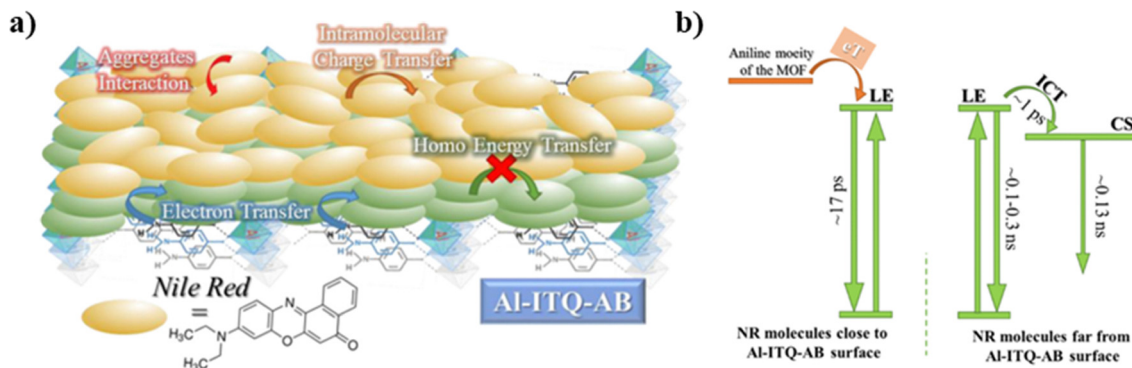 a)
Aggregates
Interaction
Intramolecular
Charge Transfer
Homo Energy Transfer
Electron Transfer
Nile Red
=
H₃C
N
N
O
O
H₃C
Al-ITQ-AB
b)
Aniline moeity
of the MOF
eT
LE
~17 ps
NR molecules close to
Al-ITQ-AB surface
LE
ICT
~1 ps
CS
~0.1-0.3 ns
~0.13 ns
NR molecules far from
Al-ITQ-AB surface